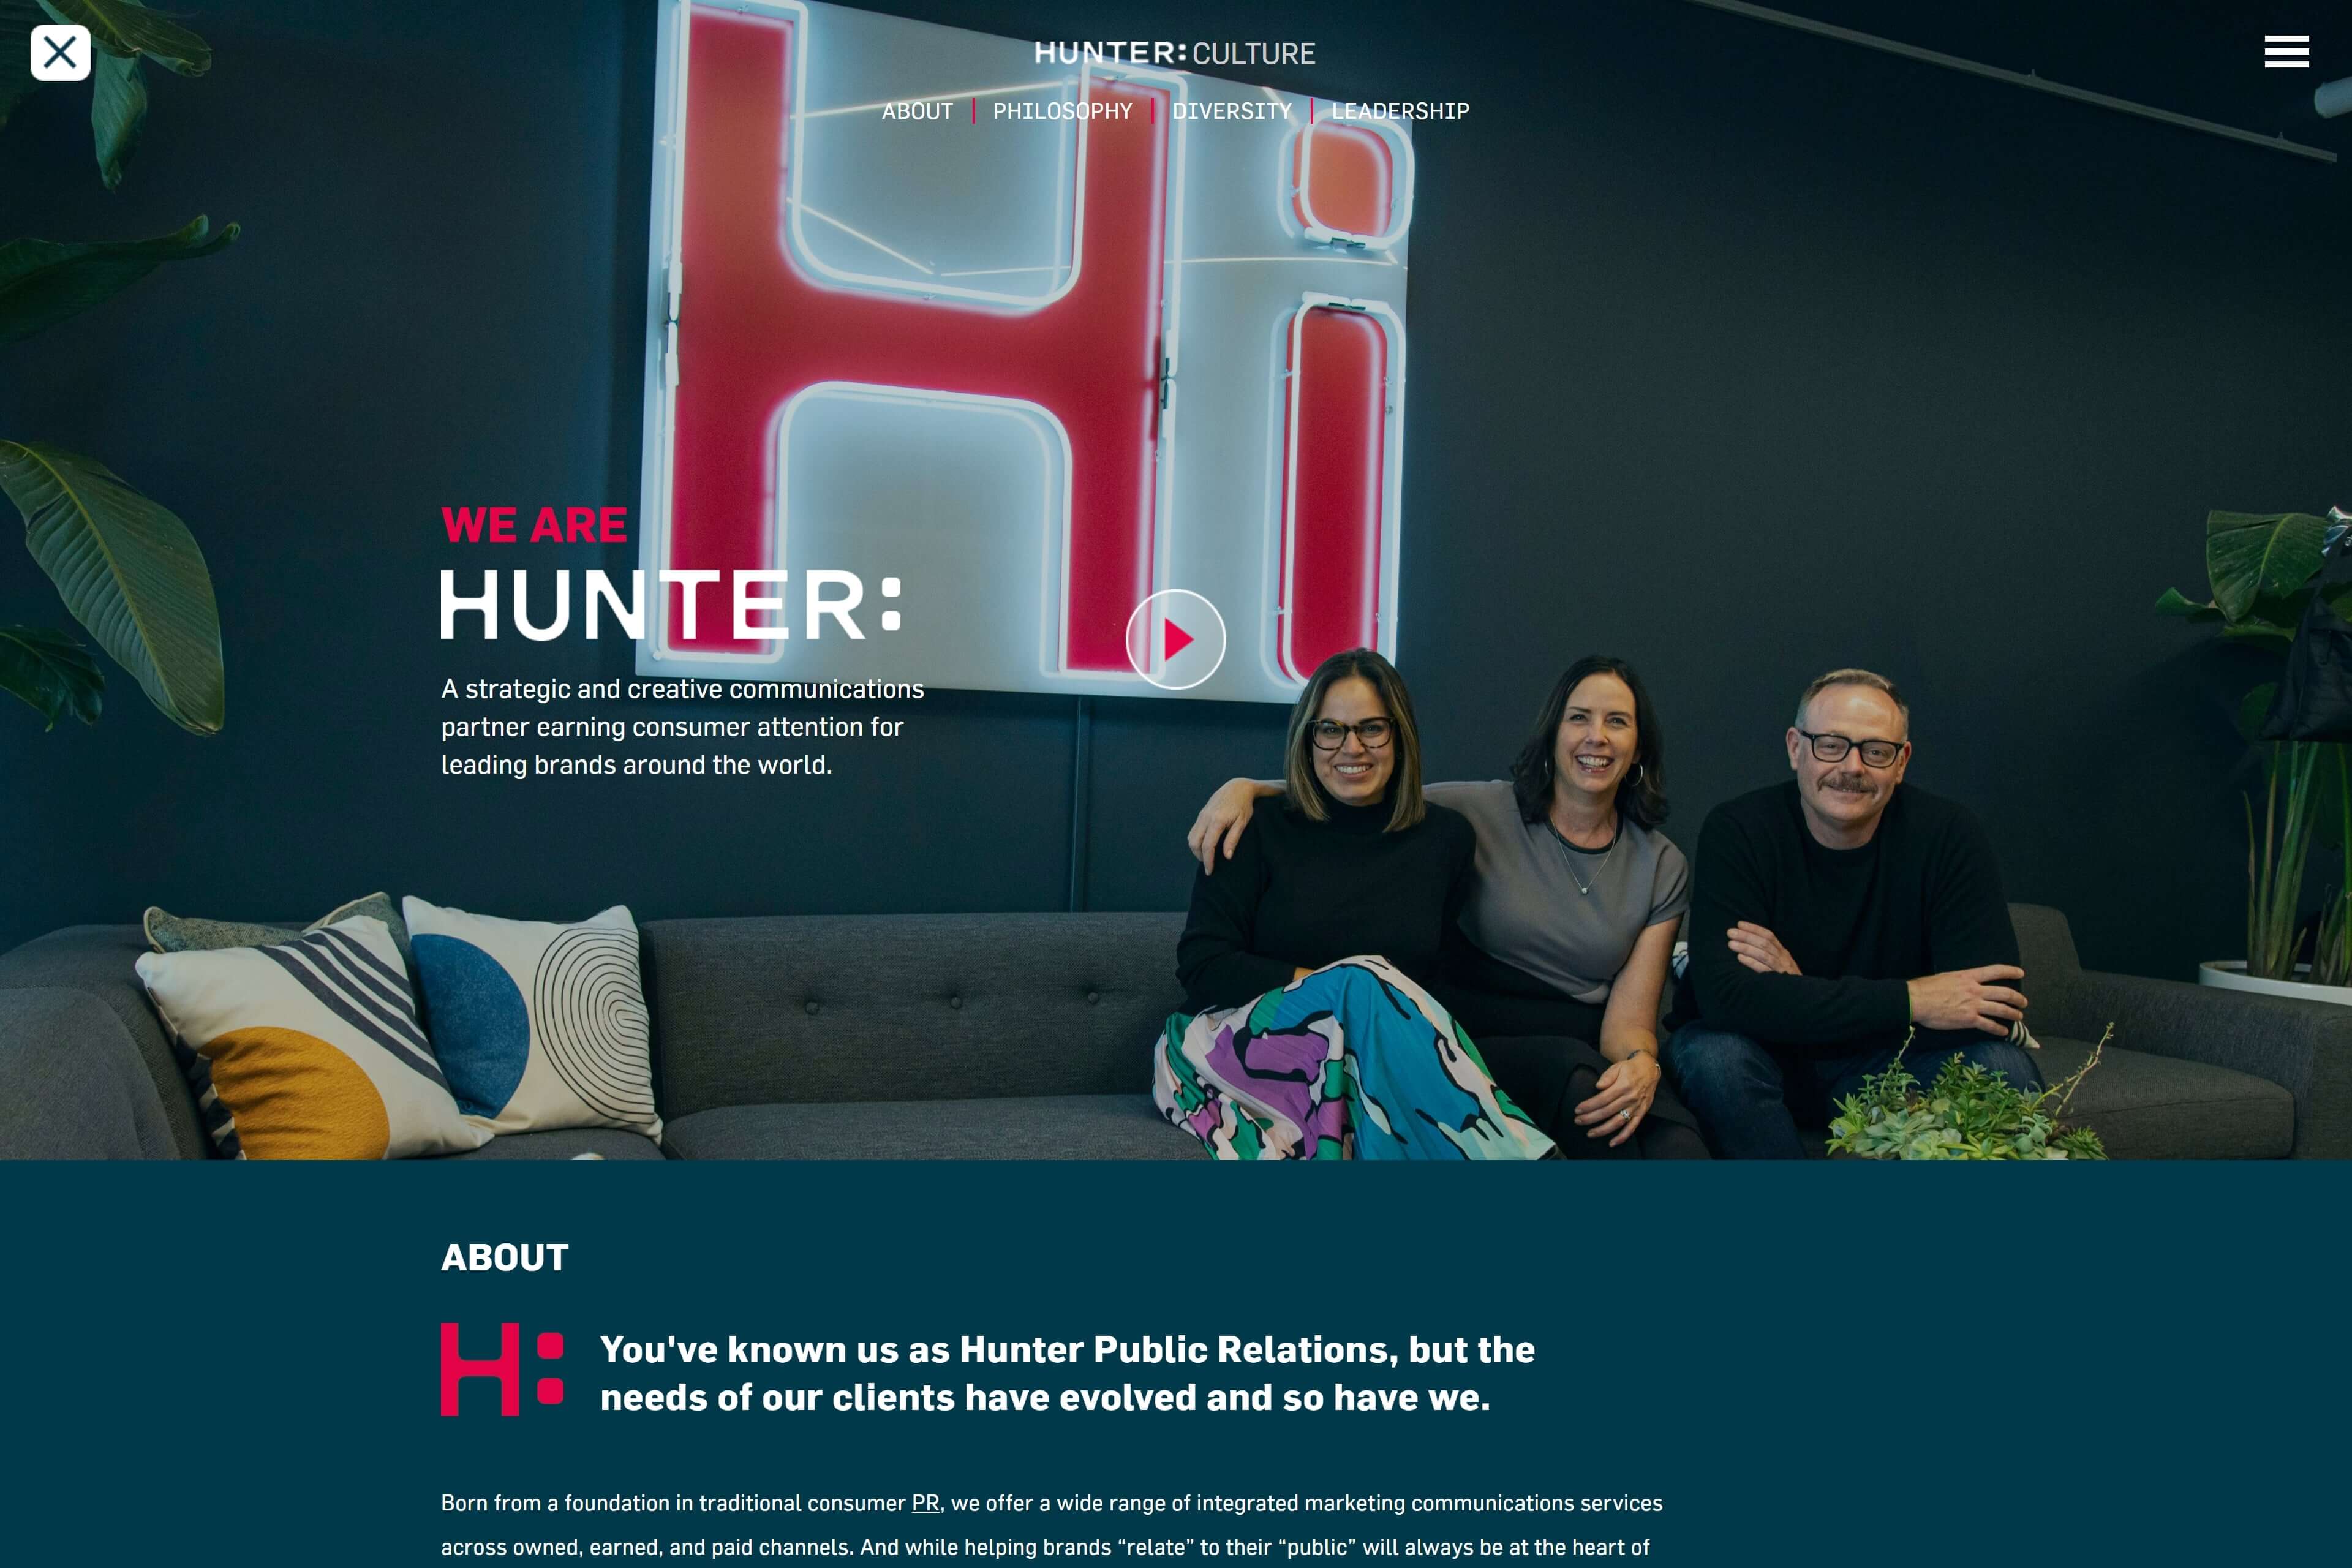 HUNTER: CULTURE
ABOUT | PHILOSOPHY | DIVERSITY | LEADERSHIP
Hi
WE ARE
HUNTER:
A strategic and creative communications
partner earning consumer attention for
leading brands around the world.
ABOUT
H:
You've known us as Hunter Public Relations, but the
needs of our clients have evolved and so have we.
Born from a foundation in traditional consumer PR, we offer a wide range of integrated marketing communications services
across owned, earned, and paid channels. And while helping brands “relate” to their “public” will always be at the heart of